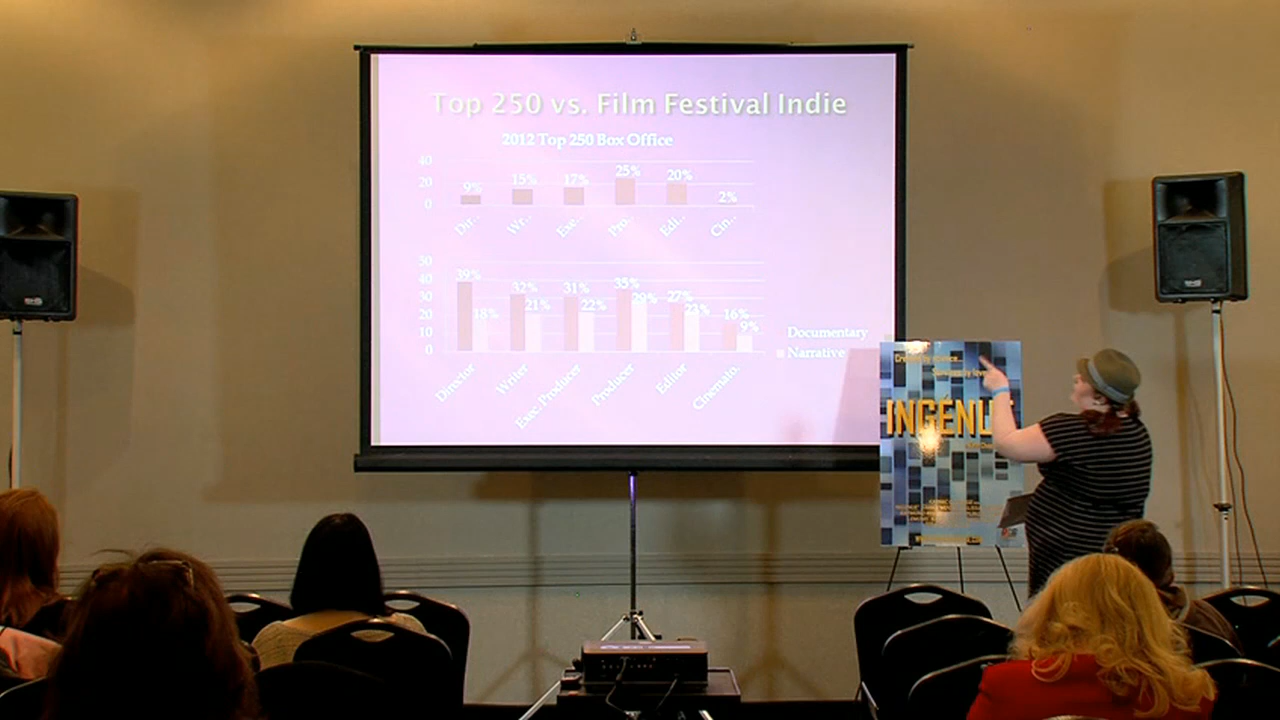 Top 250 vs. Film Festival Indie
2012 Top 250 Box Office
40
20
0
9%
15%
17%
25%
20%
2%
Dir..
Wr..
Exe..
Pro..
Edi..
Cin..
50
40
30
20
10
0
39%
18%
32%
21%
31%
22%
35%
29%
27%
23%
16%
9%
Director
Writer
Exec. Producer
Producer
Editor
Cinemato.
Documentary
Narrative
INGÉNU